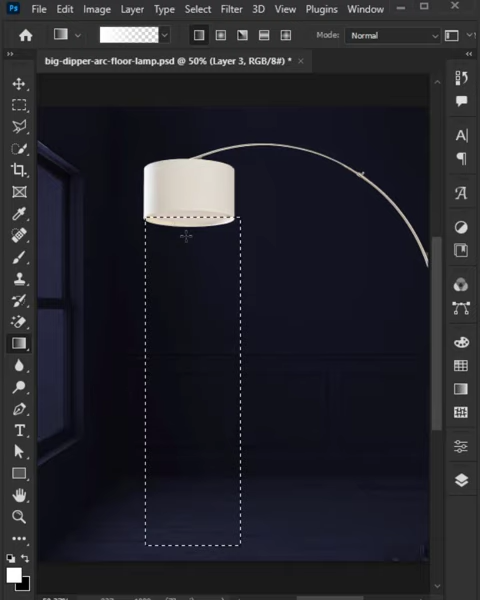 Ps File Edit Image Layer Type Select Filter 3D View Plugins Window
Mode: Normal
big-dipper-arc-floor-lamp.psd @ 50% (Layer 3, RGB/8#) *